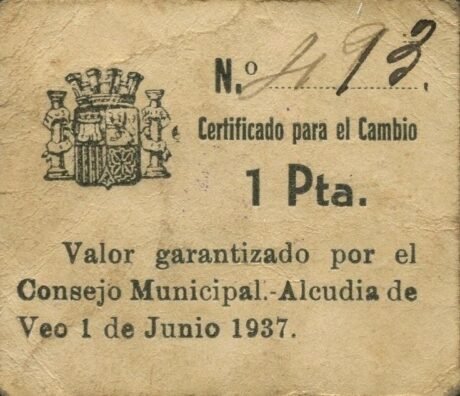 N.º 493.
Certificado para el Cambio
1 Pta.
Valor garantizado por el
Consejo Municipal.-Alcudia de
Veo 1 de Junio 1937.